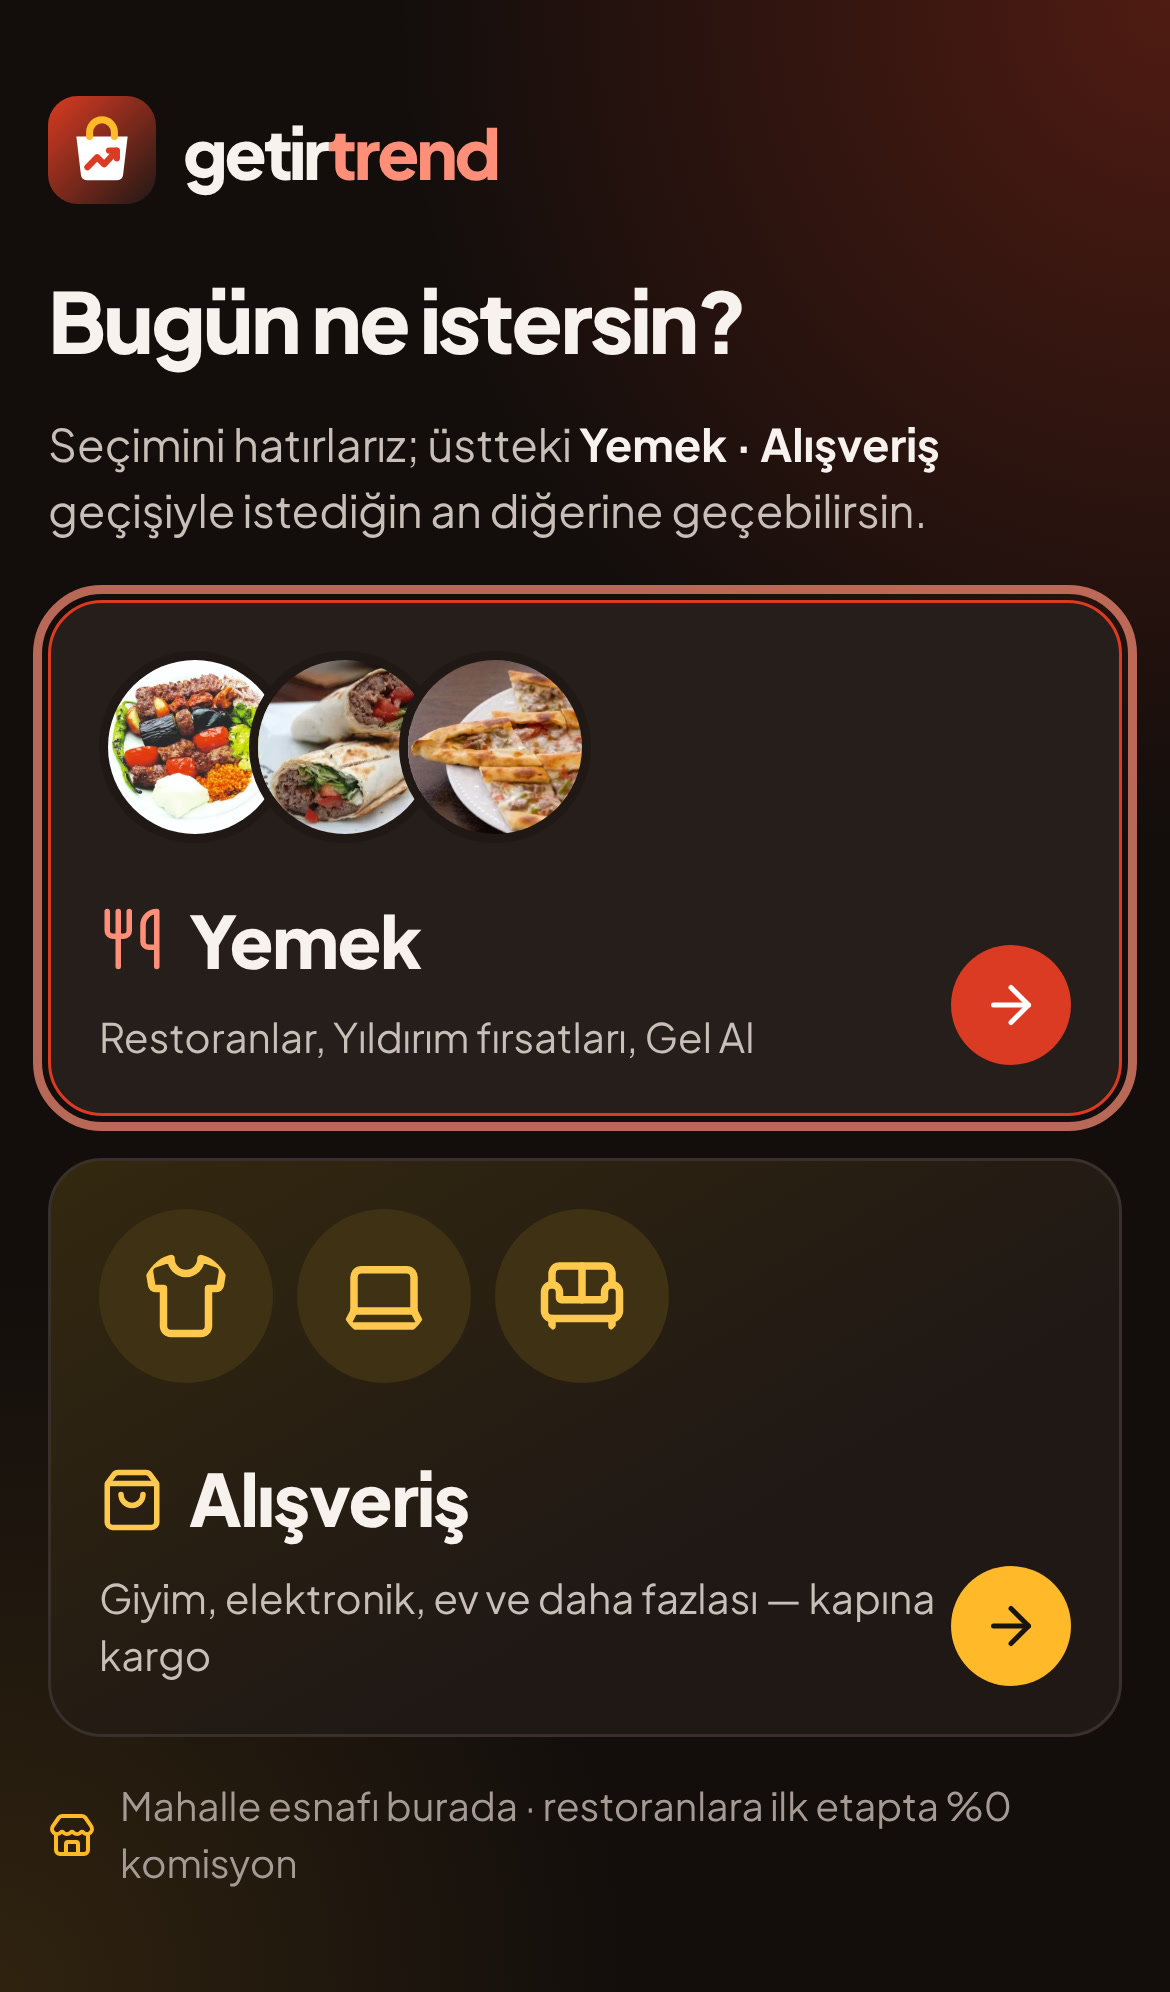 getirtrend
Bugün ne istersin?
Seçimini hatırlarız; üstteki Yemek · Alışveriş
geçişiyle istediğin an diğerine geçebilirsin.
Yemek
Restoranlar, Yıldırım fırsatları, Gel Al
Alışveriş
Giyim, elektronik, ev ve daha fazlası — kapına
kargo
Mahalle esnafı burada · restoranlara ilk etapta %0
komisyon